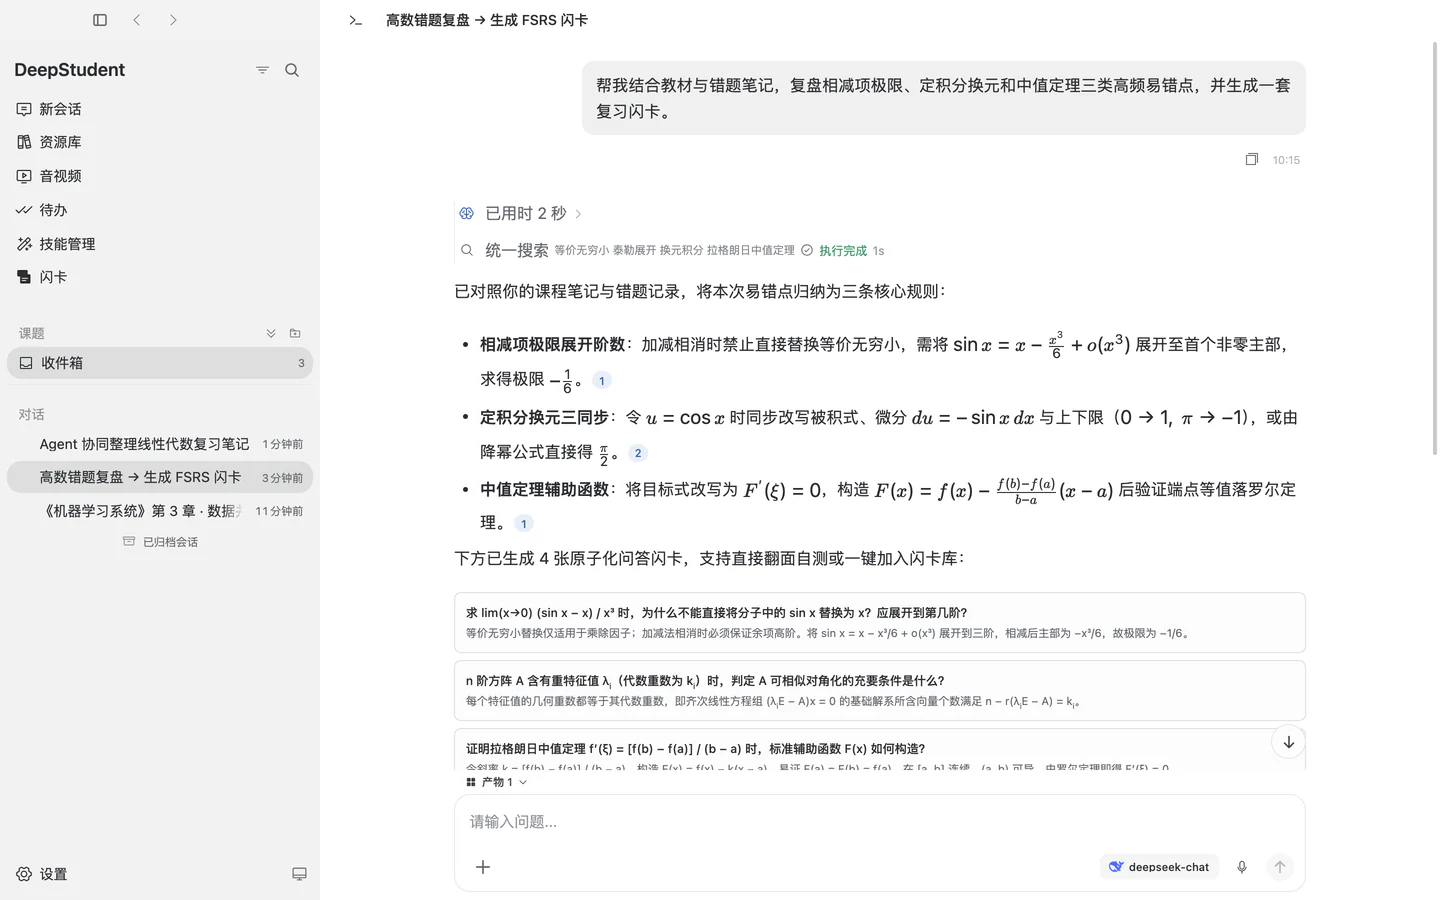 高数错题复盘 → 生成 FSRS 闪卡
DeepStudent
新会话
资源库
音视频
待办
技能管理
闪卡
课题
收件箱 3
对话
Agent 协同整理线性代数复习笔记 1 分钟前
高数错题复盘 → 生成 FSRS 闪卡 3 分钟前
《机器学习系统》第 3 章 · 数据 11 分钟前
已归档会话
设置
帮我结合教材与错题笔记，复盘相减项极限、定积分换元和中值定理三类高频易错点，并生成一套
复习闪卡。
10:15
已用时 2 秒
统一搜索 等价无穷小 泰勒展开 换元积分 拉格朗日中值定理 执行完成 1s
已对照你的课程笔记与错题记录，将本次易错点归纳为三条核心规则：
• 相减项极限展开阶数：加减相消时禁止直接替换等价无穷小，需将 sin x = x − x³/6 + o(x³) 展开至首个非零主部，
求得极限 −1/6。 1
• 定积分换元三同步：令 u = cos x 时同步改写被积式、微分 du = − sin x dx 与上下限（0 → 1, π → −1），或由
降幂公式直接得 π/2。 2
• 中值定理辅助函数：将目标式改写为 F′(ξ) = 0，构造 F(x) = f(x) − f(b)−f(a)/b−a (x − a) 后验证端点等值落罗尔定
理。 1
下方已生成 4 张原子化问答闪卡，支持直接翻面自测或一键加入闪卡库：
求 lim(x→0) (sin x − x) / x³ 时，为什么不能直接将分子中的 sin x 替换为 x？应展开到第几阶？
等价无穷小替换仅适用于乘除因子；加减法相消时必须保证余项高阶。将 sin x = x − x³/6 + o(x³) 展开到三阶，相减后主部为 −x³/6，故极限为 −1/6。
n 阶方阵 A 含有重特征值 λᵢ（代数重数为 kᵢ）时，判定 A 可相似对角化的充要条件是什么？
每个特征值的几何重数都等于其代数重数，即齐次线性方程组 (λᵢE − A)x = 0 的基础解系所含向量个数满足 n − r(λᵢE − A) = kᵢ。
证明拉格朗日中值定理 f′(ξ) = [f(b) − f(a)] / (b − a) 时，标准辅助函数 F(x) 如何构造？
令斜率 k = [f(b) − f(a)] / (b − a)，构造 F(x) = f(x) − k(x − a)，易证 F(a) = F(b) = f(a)，在 [a, b] 连续、(a, b) 可导，由罗尔定理即得 F′(ξ) = 0
产物 1
请输入问题...
deepseek-chat